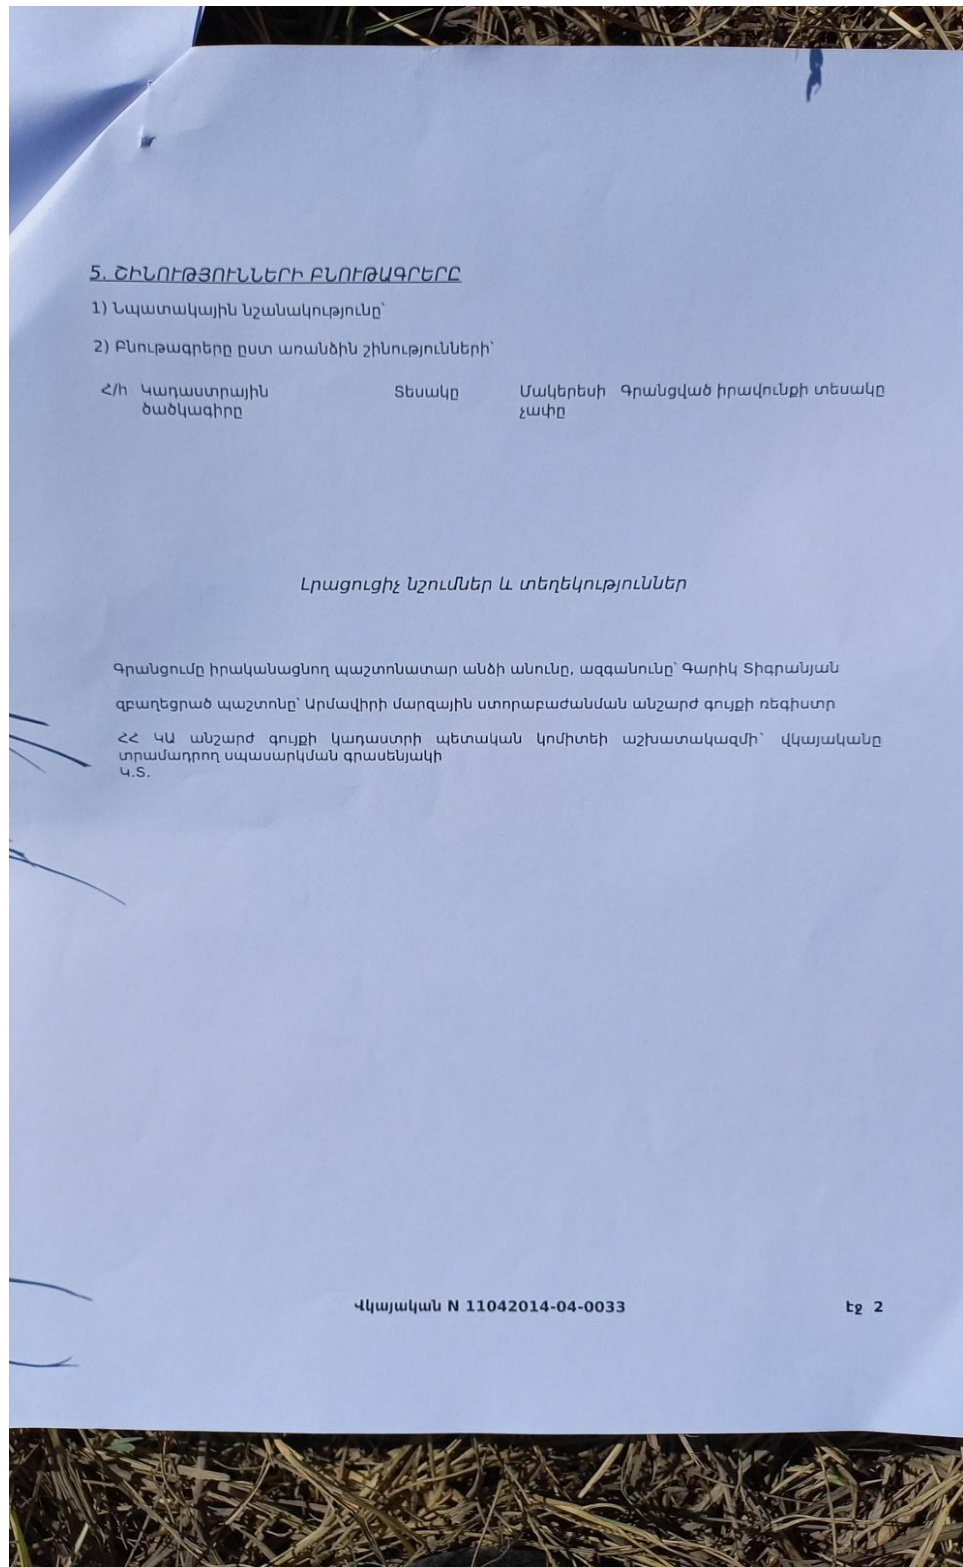 5. ՇԻՆՈՒԹՅՈՒՆՆԵՐԻ ԲՆՈՒԹԱԳՐԵՐԸ
1) Նպատակային նշանակությունը՝
2) Բնութագրերը ըստ առանձին շինությունների՝
Հ/հ Կադաստրային Տեսակը Մակերեսի Գրանցված իրավունքի տեսակը
ծածկագիրը չափը
Լրացուցիչ նշումներ և տեղեկություններ
Գրանցումը իրականացնող պաշտոնատար անձի անունը, ազգանունը՝ Գարիկ Տիգրանյան
զբաղեցրած պաշտոնը՝ Արմավիրի մարզային ստորաբաժանման անշարժ գույքի ռեգիստր
ՀՀ ԿԱ անշարժ գույքի կադաստրի պետական կոմիտեի աշխատակազմի՝ վկայականը
տրամադրող սպասարկման գրասենյակի
Կ.Տ.
Վկայական N 11042014-04-0033 էջ 2